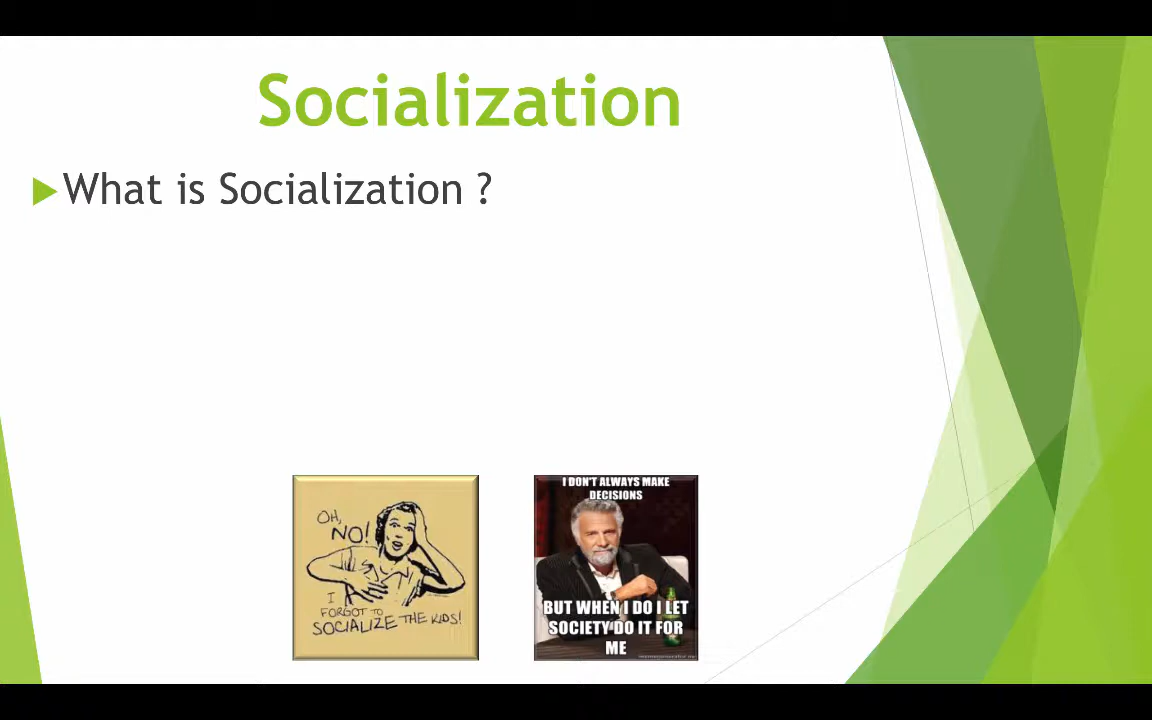 Socialization
What is Socialization ?
OH,
NO!
I
FORGOT TO
SOCIALIZE THE KIDS!
I DON'T ALWAYS MAKE
DECISIONS
BUT WHEN I DO I LET
SOCIETY DO IT FOR
ME